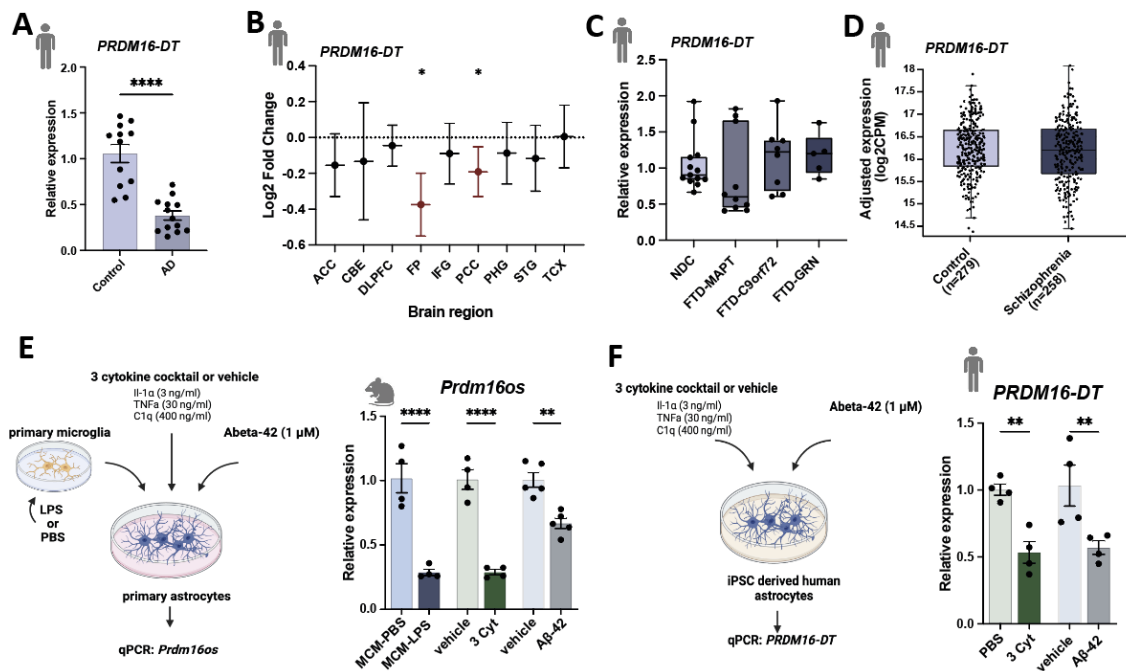 A
PRDM16-DT
2.0
1.5
1.0
0.5
0.0
Relative expression
****
Control
AD
B
PRDM16-DT
0.4
0.2
-0.0
-0.2
-0.4
-0.6
Log2 Fold Change
*
*
ACC
CBE
DLPFC
FP
IFG
PCC
PHG
STG
TCX
Brain region
C
PRDM16-DT
2.5
2.0
1.5
1.0
0.5
0.0
Relative expression
NDC
FTD-MAPT
FTD-C9orf72
FTD-GRN
D
PRDM16-DT
18
17.5
17
16.5
16
15.5
15
14.5
Adjusted expression
(log2CPM)
Control
(n=279)
Schizophrenia
(n=258)
E
3 cytokine cocktail or vehicle
Il-1α (3 ng/ml)
TNFa (30 ng/ml)
C1q (400 ng/ml)
primary microglia
Abeta-42 (1 µM)
LPS
or
PBS
primary astrocytes
qPCR: Prdm16os
Prdm16os
1.5
1.0
0.5
0.0
Relative expression
****
****
**
MCM-PBS
MCM-LPS
vehicle
3 Cyt
vehicle
Aβ-42
F
3 cytokine cocktail or vehicle
Il-1α (3 ng/ml)
TNFa (30 ng/ml)
C1q (400 ng/ml)
Abeta-42 (1 µM)
iPSC derived human
astrocytes
qPCR: PRDM16-DT
PRDM16-DT
1.5
1.0
0.5
0.0
Relative expression
**
**
PBS
3 Cyt
vehicle
Aβ-42